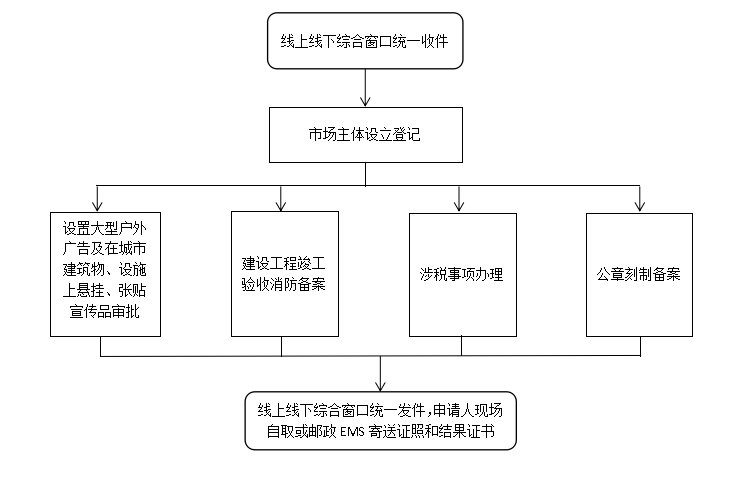 线上线下综合窗口统一收件
市场主体设立登记
设置大型户外
广告及在城市
建筑物、设施
上悬挂、张贴
宣传品审批
建设工程竣工
验收消防备案
涉税事项办理
公章刻制备案
线上线下综合窗口统一发件，申请人现场
自取或邮政 EMS 寄送证照和结果证书